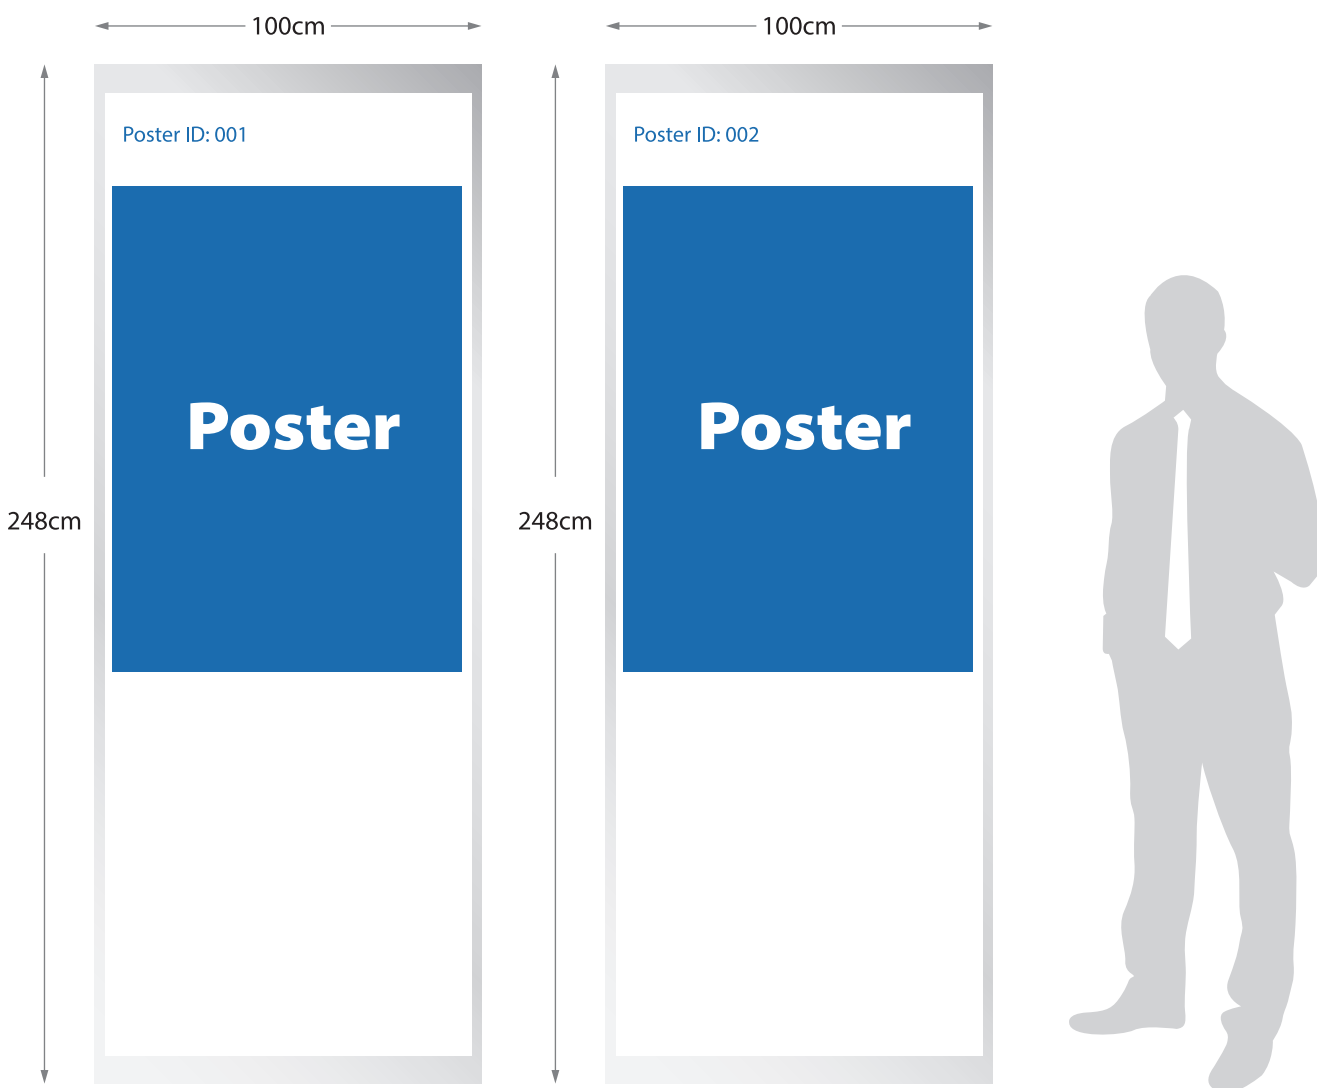 100cm
100cm
Poster ID: 001
Poster ID: 002
Poster
Poster
248cm
248cm